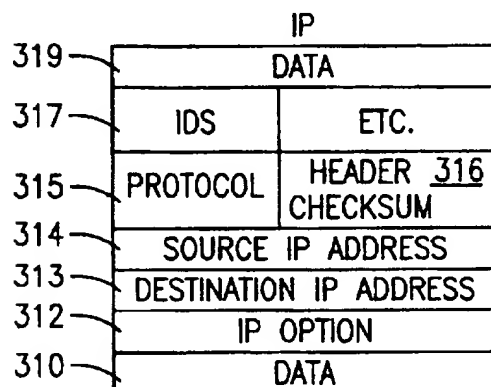 IP
319 DATA
317 IDS ETC.
315 PROTOCOL HEADER 316
CHECKSUM
314 SOURCE IP ADDRESS
313 DESTINATION IP ADDRESS
312 IP OPTION
310 DATA